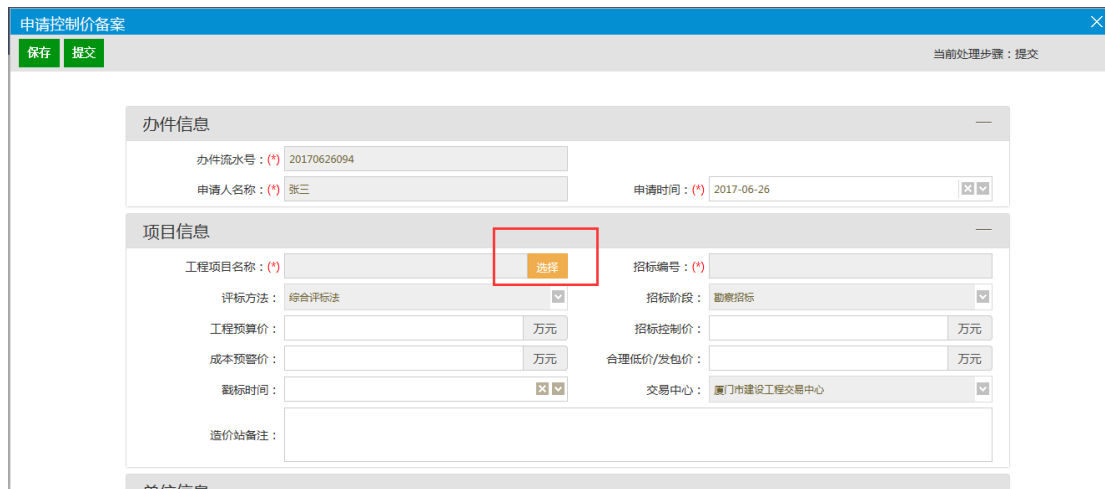 申请控制价备案
保存 提交 当前处理步骤：提交
办件信息
办件流水号：(*) 20170626094
申请人名称：(*) 张三 申请时间：(*) 2017-06-26
项目信息
工程项目名称：(*) 选择 招标编号：(*)
评标方法： 综合评标法 招标阶段： 勘察招标
工程预算价： 万元 招标控制价： 万元
成本预警价： 万元 合理低价/发包价： 万元
戳标时间： 交易中心： 厦门市建设工程交易中心
造价站备注：
单位信息